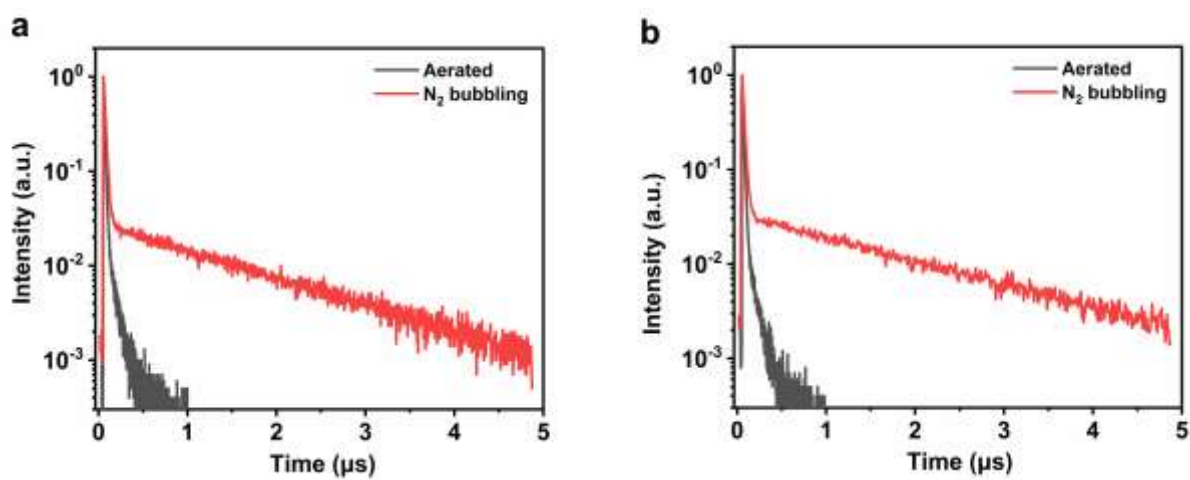 a
Aerated
N₂ bubbling
10⁰
10⁻¹
10⁻²
10⁻³
Intensity (a.u.)
0 1 2 3 4 5
Time (µs)
b
Aerated
N₂ bubbling
10⁰
10⁻¹
10⁻²
10⁻³
Intensity (a.u.)
0 1 2 3 4 5
Time (µs)